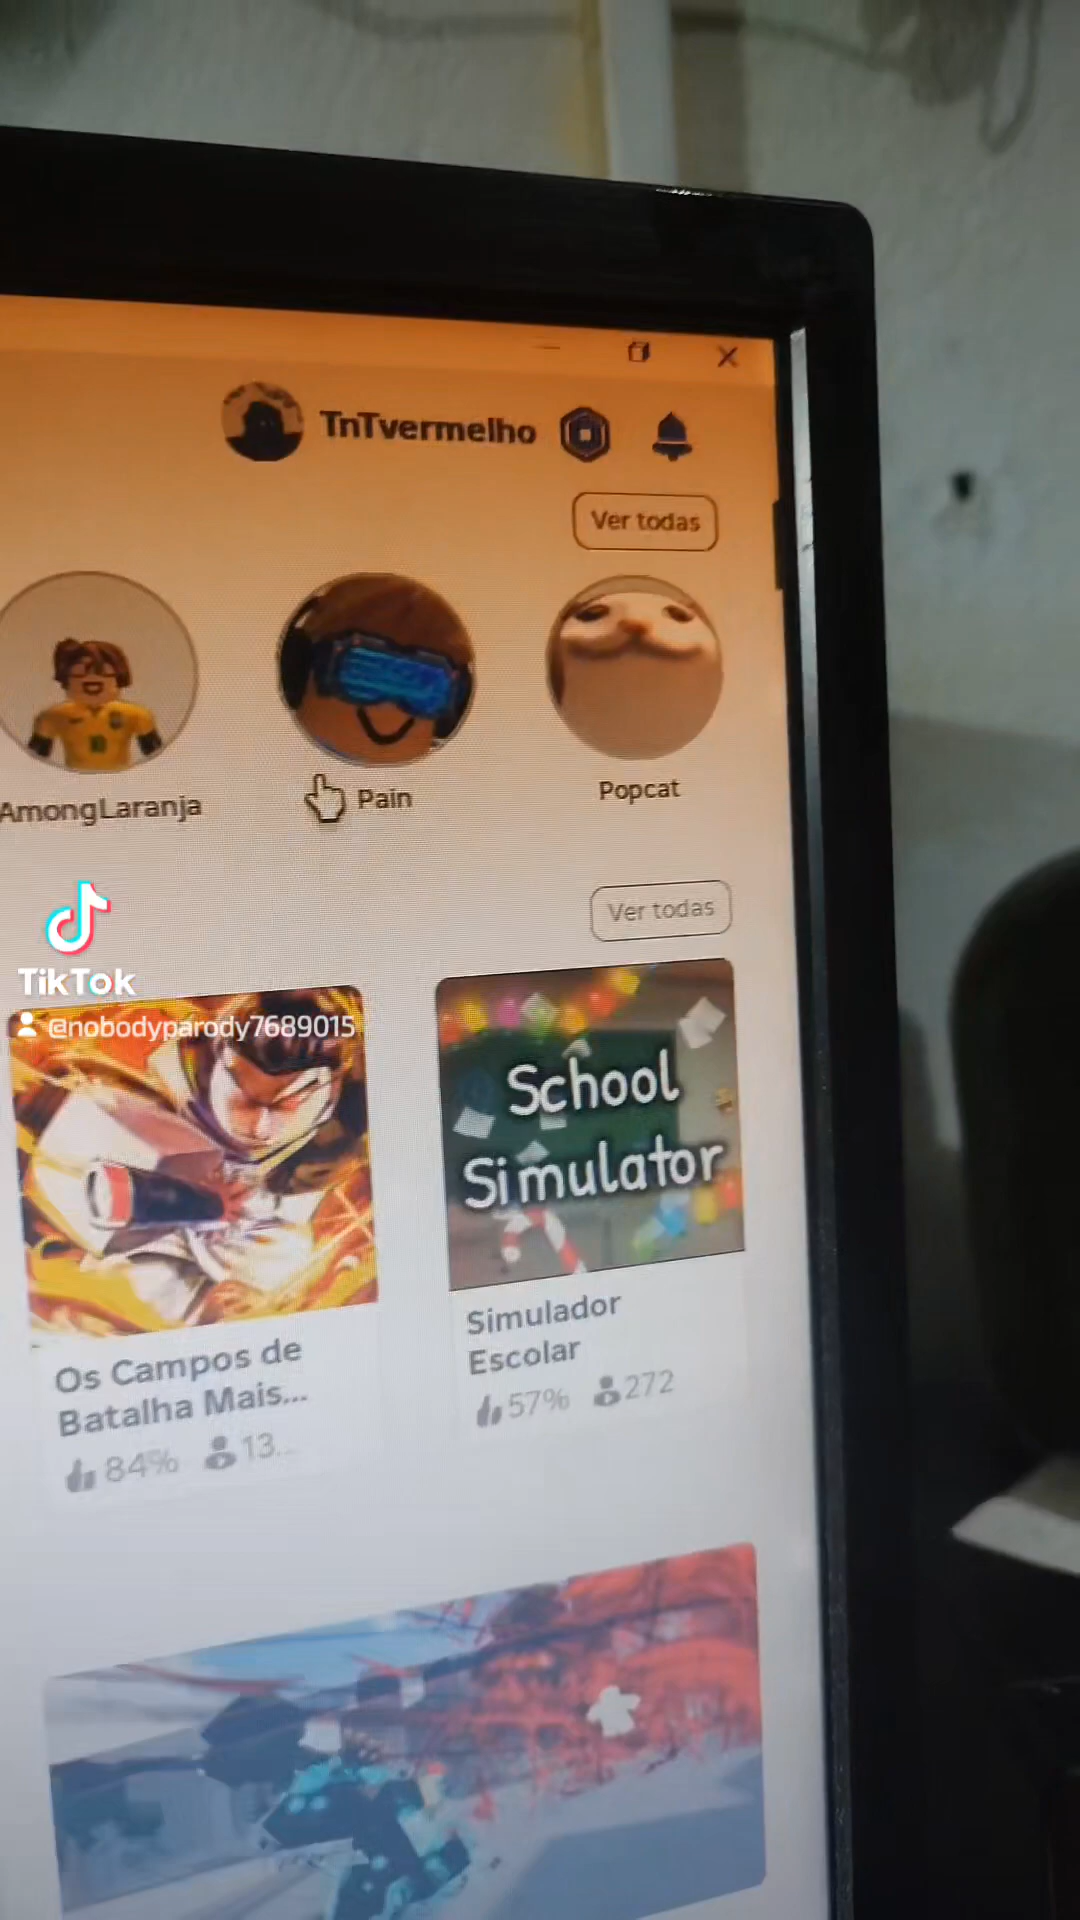 TnTvermelho
Ver todas
AmongLaranja
Pain
Popcat
Ver todas
TikTok
@nobodyparody7689015
School
Simulator
Os Campos de
Batalha Mais...
84% 13...
Simulador
Escolar
57% 272